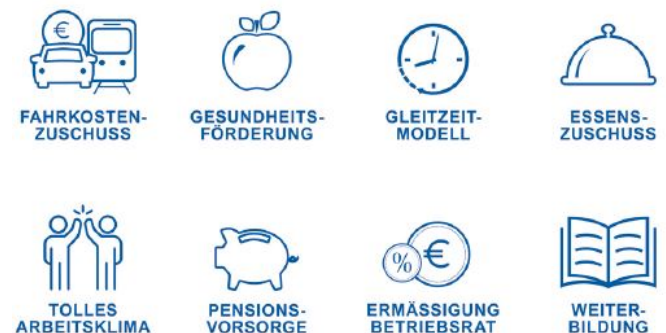 €
FAHRKOSTEN-
ZUSCHUSS
GESUNDHEITS-
FÖRDERUNG
GLEITZEIT-
MODELL
ESSENS-
ZUSCHUSS
TOLLES
ARBEITSKLIMA
PENSIONS-
VORSORGE
% €
ERMÄSSIGUNG
BETRIEBSRAT
WEITER-
BILDUNG